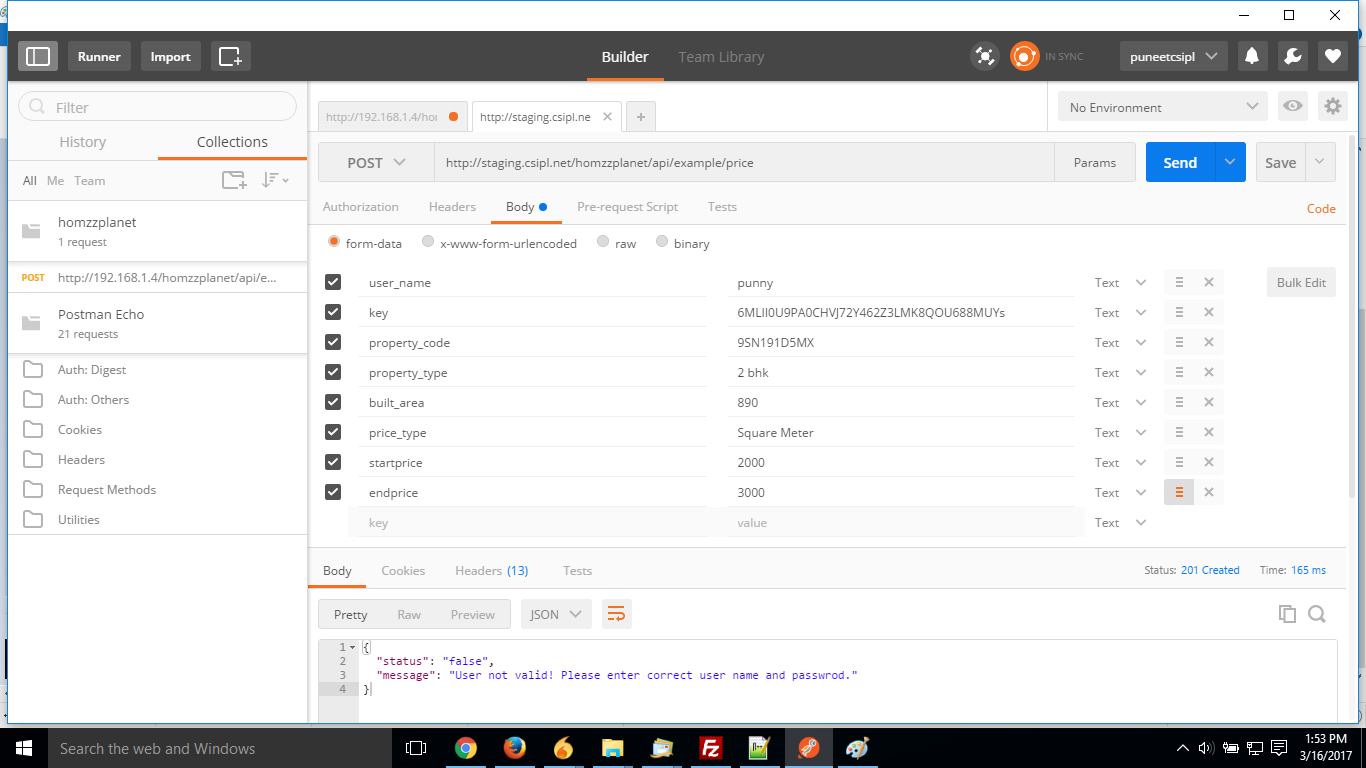 Runner
Import
Builder
Team Library
IN SYNC
puneetcsipl
Filter
History
Collections
All Me Team
homzzplanet
1 request
POST http://192.168.1.4/homzzplanet/api/e...
Postman Echo
21 requests
Auth: Digest
Auth: Others
Cookies
Headers
Request Methods
Utilities
http://192.168.1.4/hor
http://staging.csipl.ne
No Environment
POST http://staging.csipl.net/homzzplanet/api/example/price Params Send Save
Authorization Headers Body Pre-request Script Tests Code
form-data x-www-form-urlencoded raw binary
user_name punny Text Bulk Edit
key 6MLII0U9PA0CHVJ72Y462Z3LMK8QOU688MUYs Text
property_code 9SN191D5MX Text
property_type 2 bhk Text
built_area 890 Text
price_type Square Meter Text
startprice 2000 Text
endprice 3000 Text
key value Text
Body Cookies Headers (13) Tests Status: 201 Created Time: 165 ms
Pretty Raw Preview JSON
1 {
2 "status": "false",
3 "message": "User not valid! Please enter correct user name and passwrod."
4 }
Search the web and Windows
1:53 PM
3/16/2017